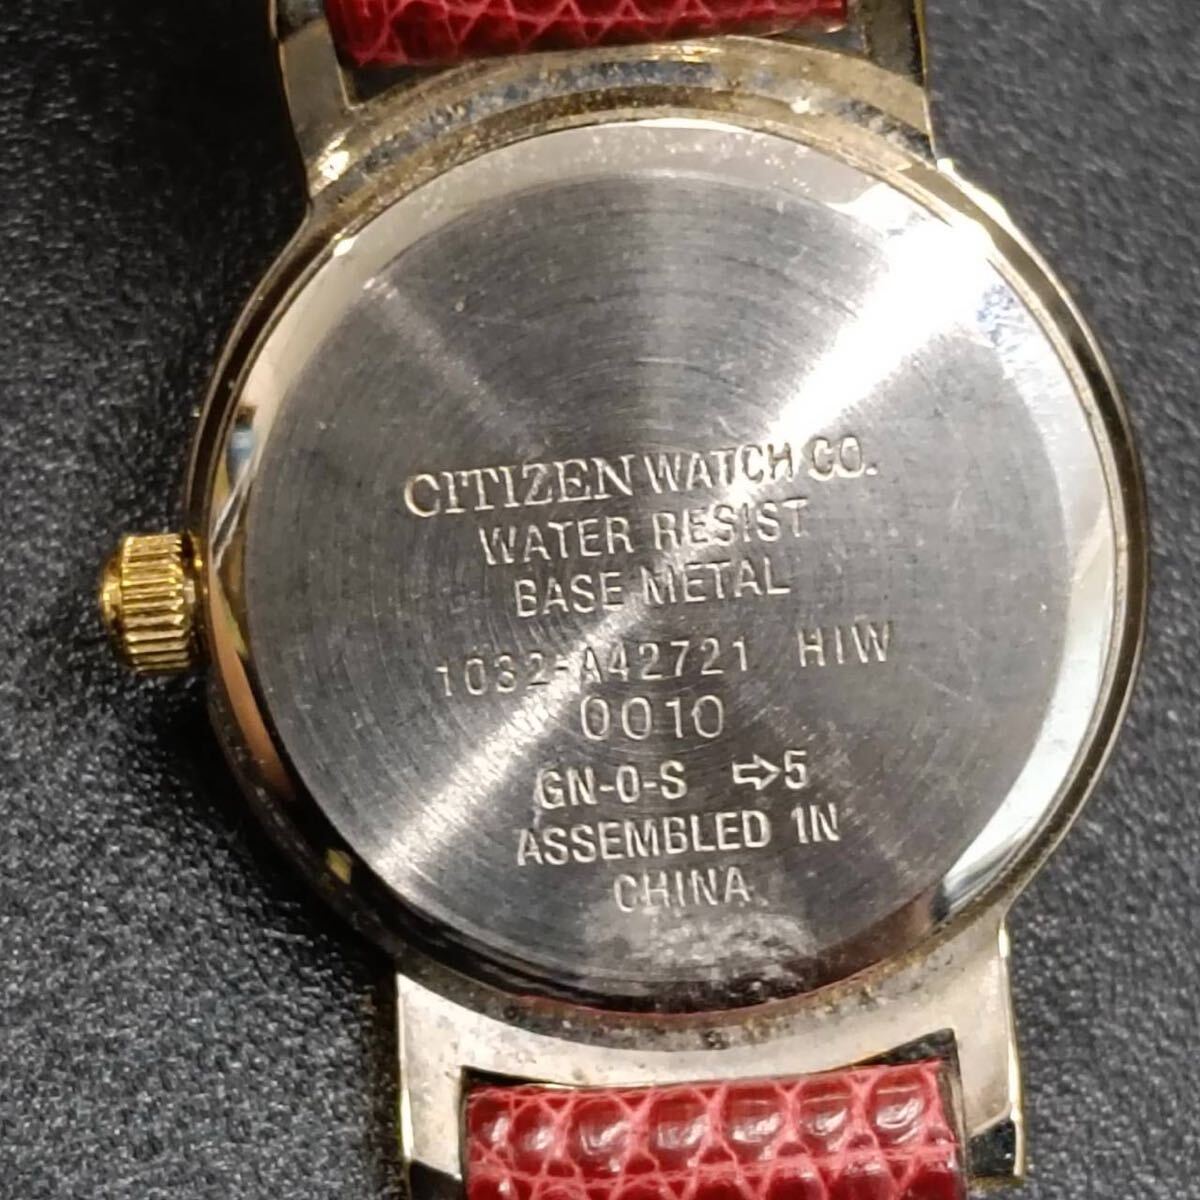 CITIZEN WATCH CO.
WATER RESIST
BASE METAL
1032-A42721 HIW
0010
GN-0-S ⇨5
ASSEMBLED IN
CHINA